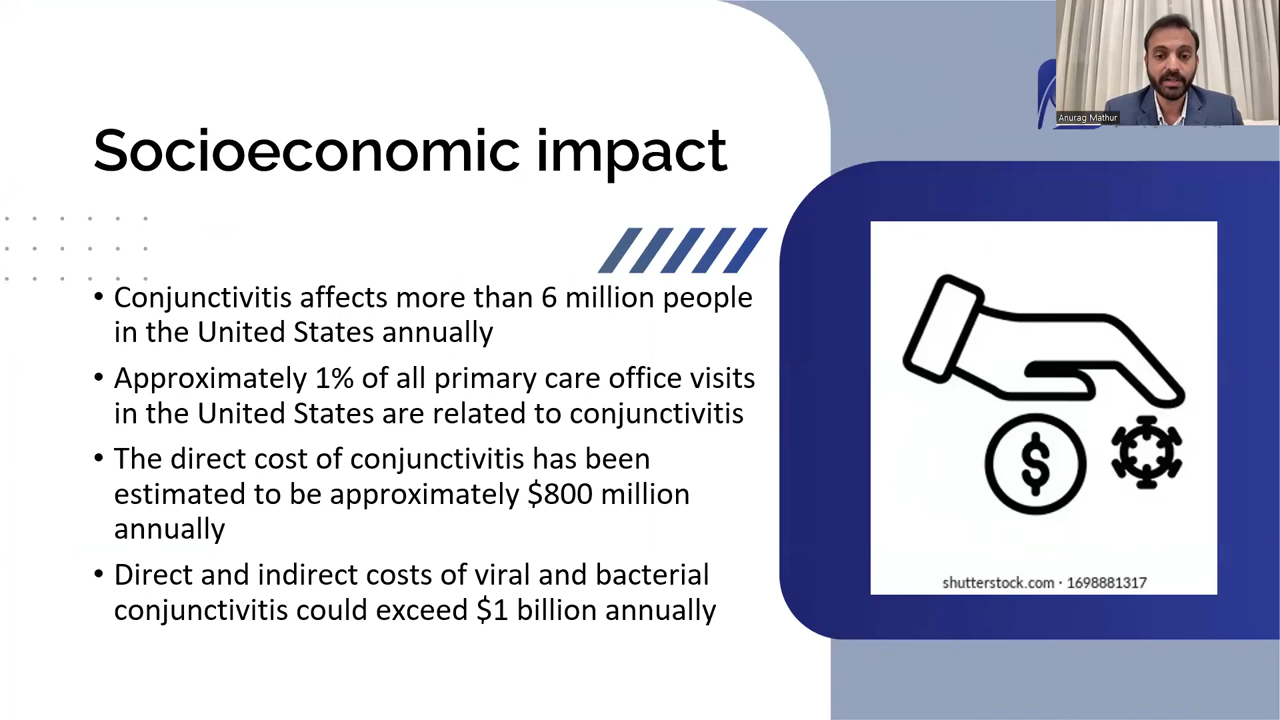 Anurag Mathur
Socioeconomic impact
• Conjunctivitis affects more than 6 million people
in the United States annually
• Approximately 1% of all primary care office visits
in the United States are related to conjunctivitis
• The direct cost of conjunctivitis has been
estimated to be approximately $800 million
annually
• Direct and indirect costs of viral and bacterial
conjunctivitis could exceed $1 billion annually
$
shutterstock.com · 1698881317